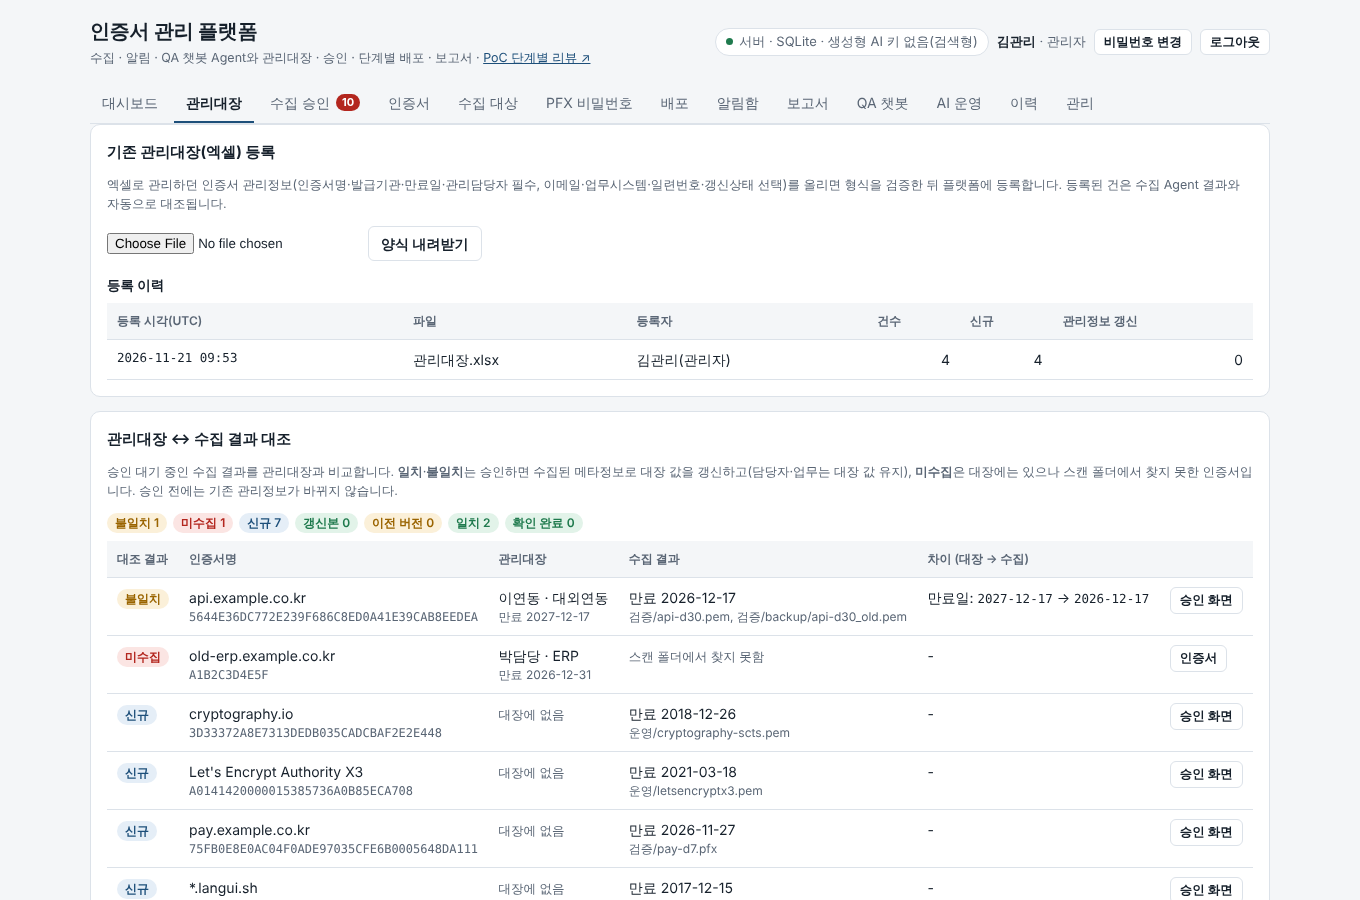 인증서 관리 플랫폼
수집 · 알림 · QA 챗봇 Agent와 관리대장 · 승인 · 단계별 배포 · 보고서 · PoC 단계별 리뷰 ↗
서버 · SQLite · 생성형 AI 키 없음(검색형) 김관리 · 관리자 비밀번호 변경 로그아웃
대시보드 관리대장 수집 승인 10 인증서 수집 대상 PFX 비밀번호 배포 알림함 보고서 QA 챗봇 AI 운영 이력 관리
기존 관리대장(엑셀) 등록
엑셀로 관리하던 인증서 관리정보(인증서명·발급기관·만료일·관리담당자 필수, 이메일·업무시스템·일련번호·갱신상태 선택)를 올리면 형식을 검증한 뒤 플랫폼에 등록합니다. 등록된 건은 수집 Agent 결과와
자동으로 대조됩니다.
Choose File No file chosen 양식 내려받기
등록 이력
등록 시각(UTC) 파일 등록자 건수 신규 관리정보 갱신
2026-11-21 09:53 관리대장.xlsx 김관리(관리자) 4 4 0
관리대장 ↔ 수집 결과 대조
승인 대기 중인 수집 결과를 관리대장과 비교합니다. 일치·불일치는 승인하면 수집된 메타정보로 대장 값을 갱신하고(담당자·업무는 대장 값 유지), 미수집은 대장에는 있으나 스캔 폴더에서 찾지 못한 인증서입
니다. 승인 전에는 기존 관리정보가 바뀌지 않습니다.
불일치 1 미수집 1 신규 7 갱신본 0 이전 버전 0 일치 2 확인 완료 0
대조 결과 인증서명 관리대장 수집 결과 차이 (대장 → 수집)
불일치 api.example.co.kr 이연동 · 대외연동 만료 2026-12-17 만료일: 2027-12-17 → 2026-12-17 승인 화면
5644E36DC772E239F686C8ED0A41E39CAB8EEDEA 만료 2027-12-17 검증/api-d30.pem, 검증/backup/api-d30_old.pem
미수집 old-erp.example.co.kr 박담당 · ERP 스캔 폴더에서 찾지 못함 - 인증서
A1B2C3D4E5F 만료 2026-12-31
신규 cryptography.io 대장에 없음 만료 2018-12-26 - 승인 화면
3D33372A8E7313DEDB035CADCBAF2E2E448 운영/cryptography-scts.pem
신규 Let's Encrypt Authority X3 대장에 없음 만료 2021-03-18 - 승인 화면
A0141420000015385736A0B85ECA708 운영/letsencryptx3.pem
신규 pay.example.co.kr 대장에 없음 만료 2026-11-27 - 승인 화면
75FB0E8E0AC04F0ADE97035CFE6B0005648DA111 검증/pay-d7.pfx
신규 *.langui.sh 대장에 없음 만료 2017-12-15 - 승인 화면